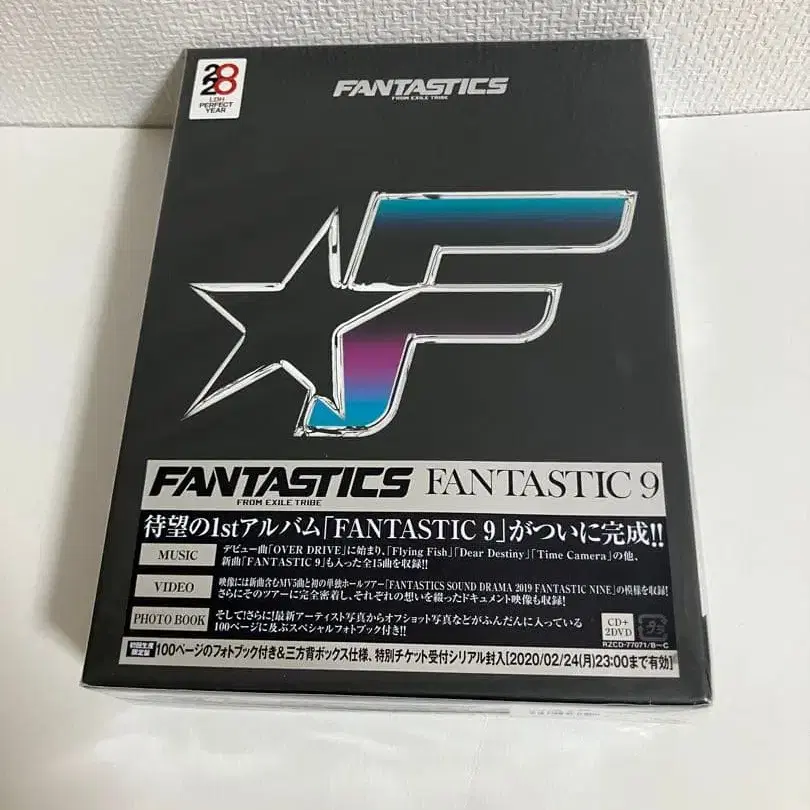 2020
LDH
PERFECT
YEAR
FANTASTICS
FROM EXILE TRIBE
FANTASTICS FANTASTIC 9
FROM EXILE TRIBE
待望の1stアルバム「FANTASTIC 9」がついに完成!!
MUSIC
デビュー曲「OVER DRIVE」に始まり、「Flying Fish」「Dear Destiny」「Time Camera」の他、
新曲「FANTASTIC 9」も入った全15曲を収録!!
VIDEO
映像には新曲含むMV5曲と初の単独ホールツアー「FANTASTICS SOUND DRAMA 2019 FANTASTIC NINE」の模様を収録!
さらにそのツアーに完全密着し、それぞれの想いを綴ったドキュメント映像も収録!
PHOTO BOOK
そして!さらに!最新アーティスト写真からオフショット写真などがふんだんに入っている
100ページに及ぶスペシャルフォトブック付き!!
CD+
2DVD
RZCD-77071/B~C
初回生産
限定盤
100ページのフォトブック付き&三方背ボックス仕様、特別チケット受付シリアル封入[2020/02/24(月)23:00まで有効]